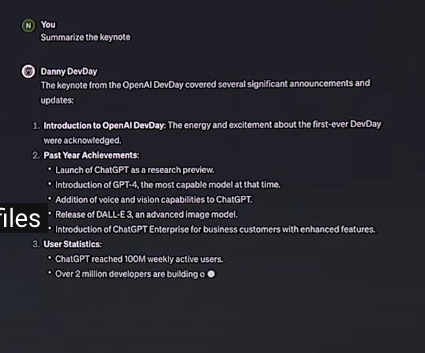 N You
Summarize the keynote
Danny DevDay
The keynote from the OpenAI DevDay covered several significant announcements and
updates:
1. Introduction to OpenAI DevDay: The energy and excitement about the first-ever DevDay
were acknowledged.
2. Past Year Achievements:
• Launch of ChatGPT as a research preview.
• Introduction of GPT-4, the most capable model at that time.
• Addition of voice and vision capabilities to ChatGPT.
files
• Release of DALL-E 3, an advanced image model.
• Introduction of ChatGPT Enterprise for business customers with enhanced features.
3. User Statistics:
• ChatGPT reached 100M weekly active users.
• Over 2 million developers are building o